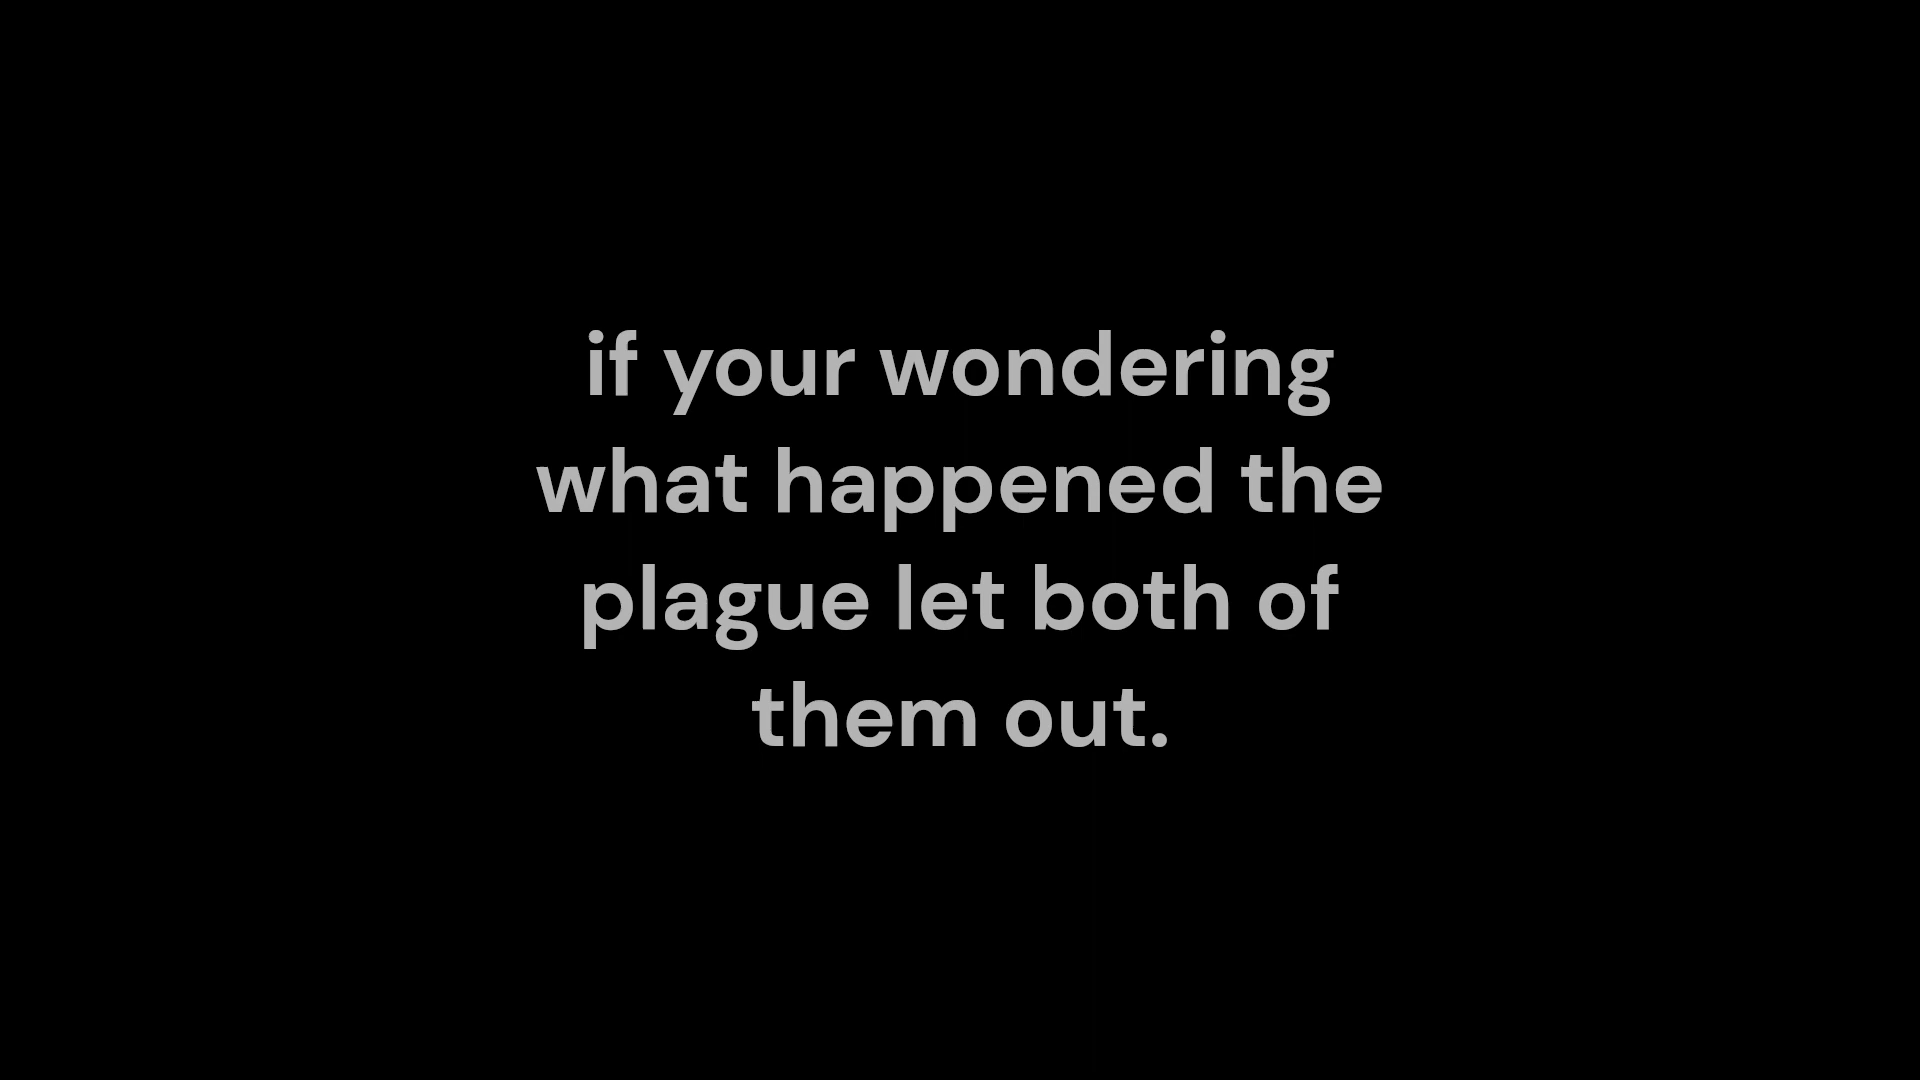 if your wondering
what happened the
plague let both of
them out.